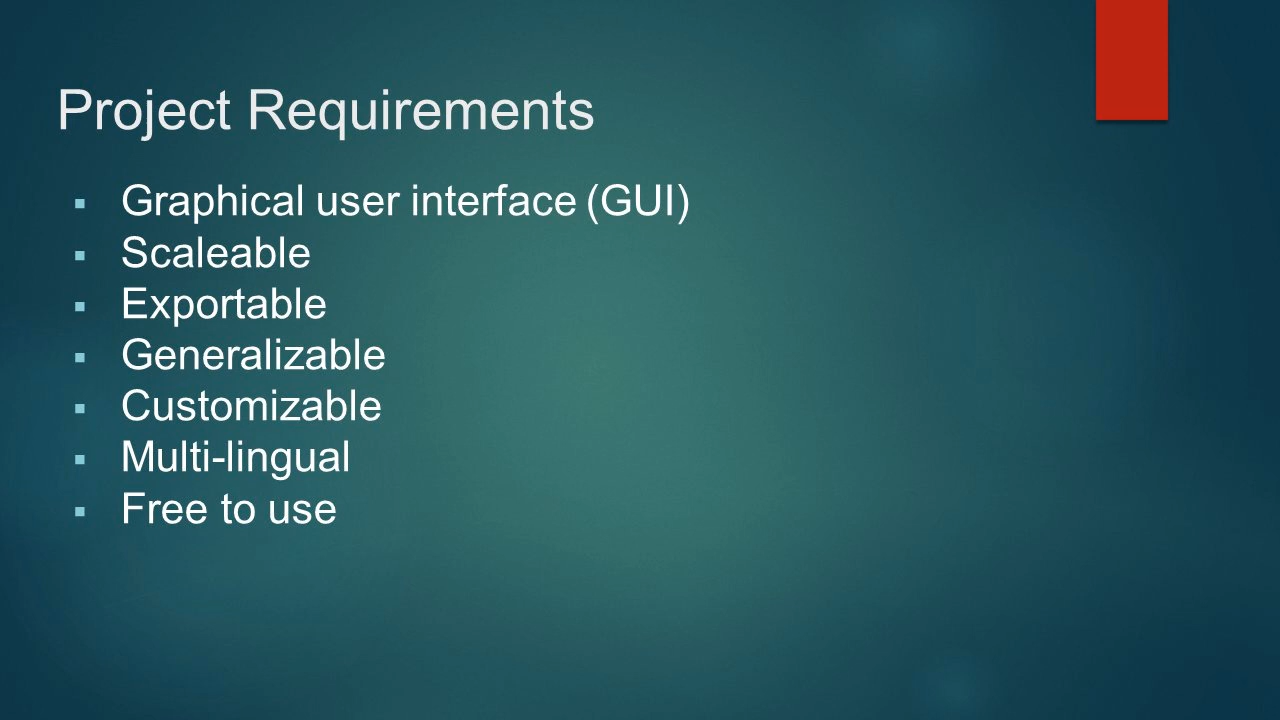 Project Requirements
▪ Graphical user interface (GUI)
▪ Scaleable
▪ Exportable
▪ Generalizable
▪ Customizable
▪ Multi-lingual
▪ Free to use